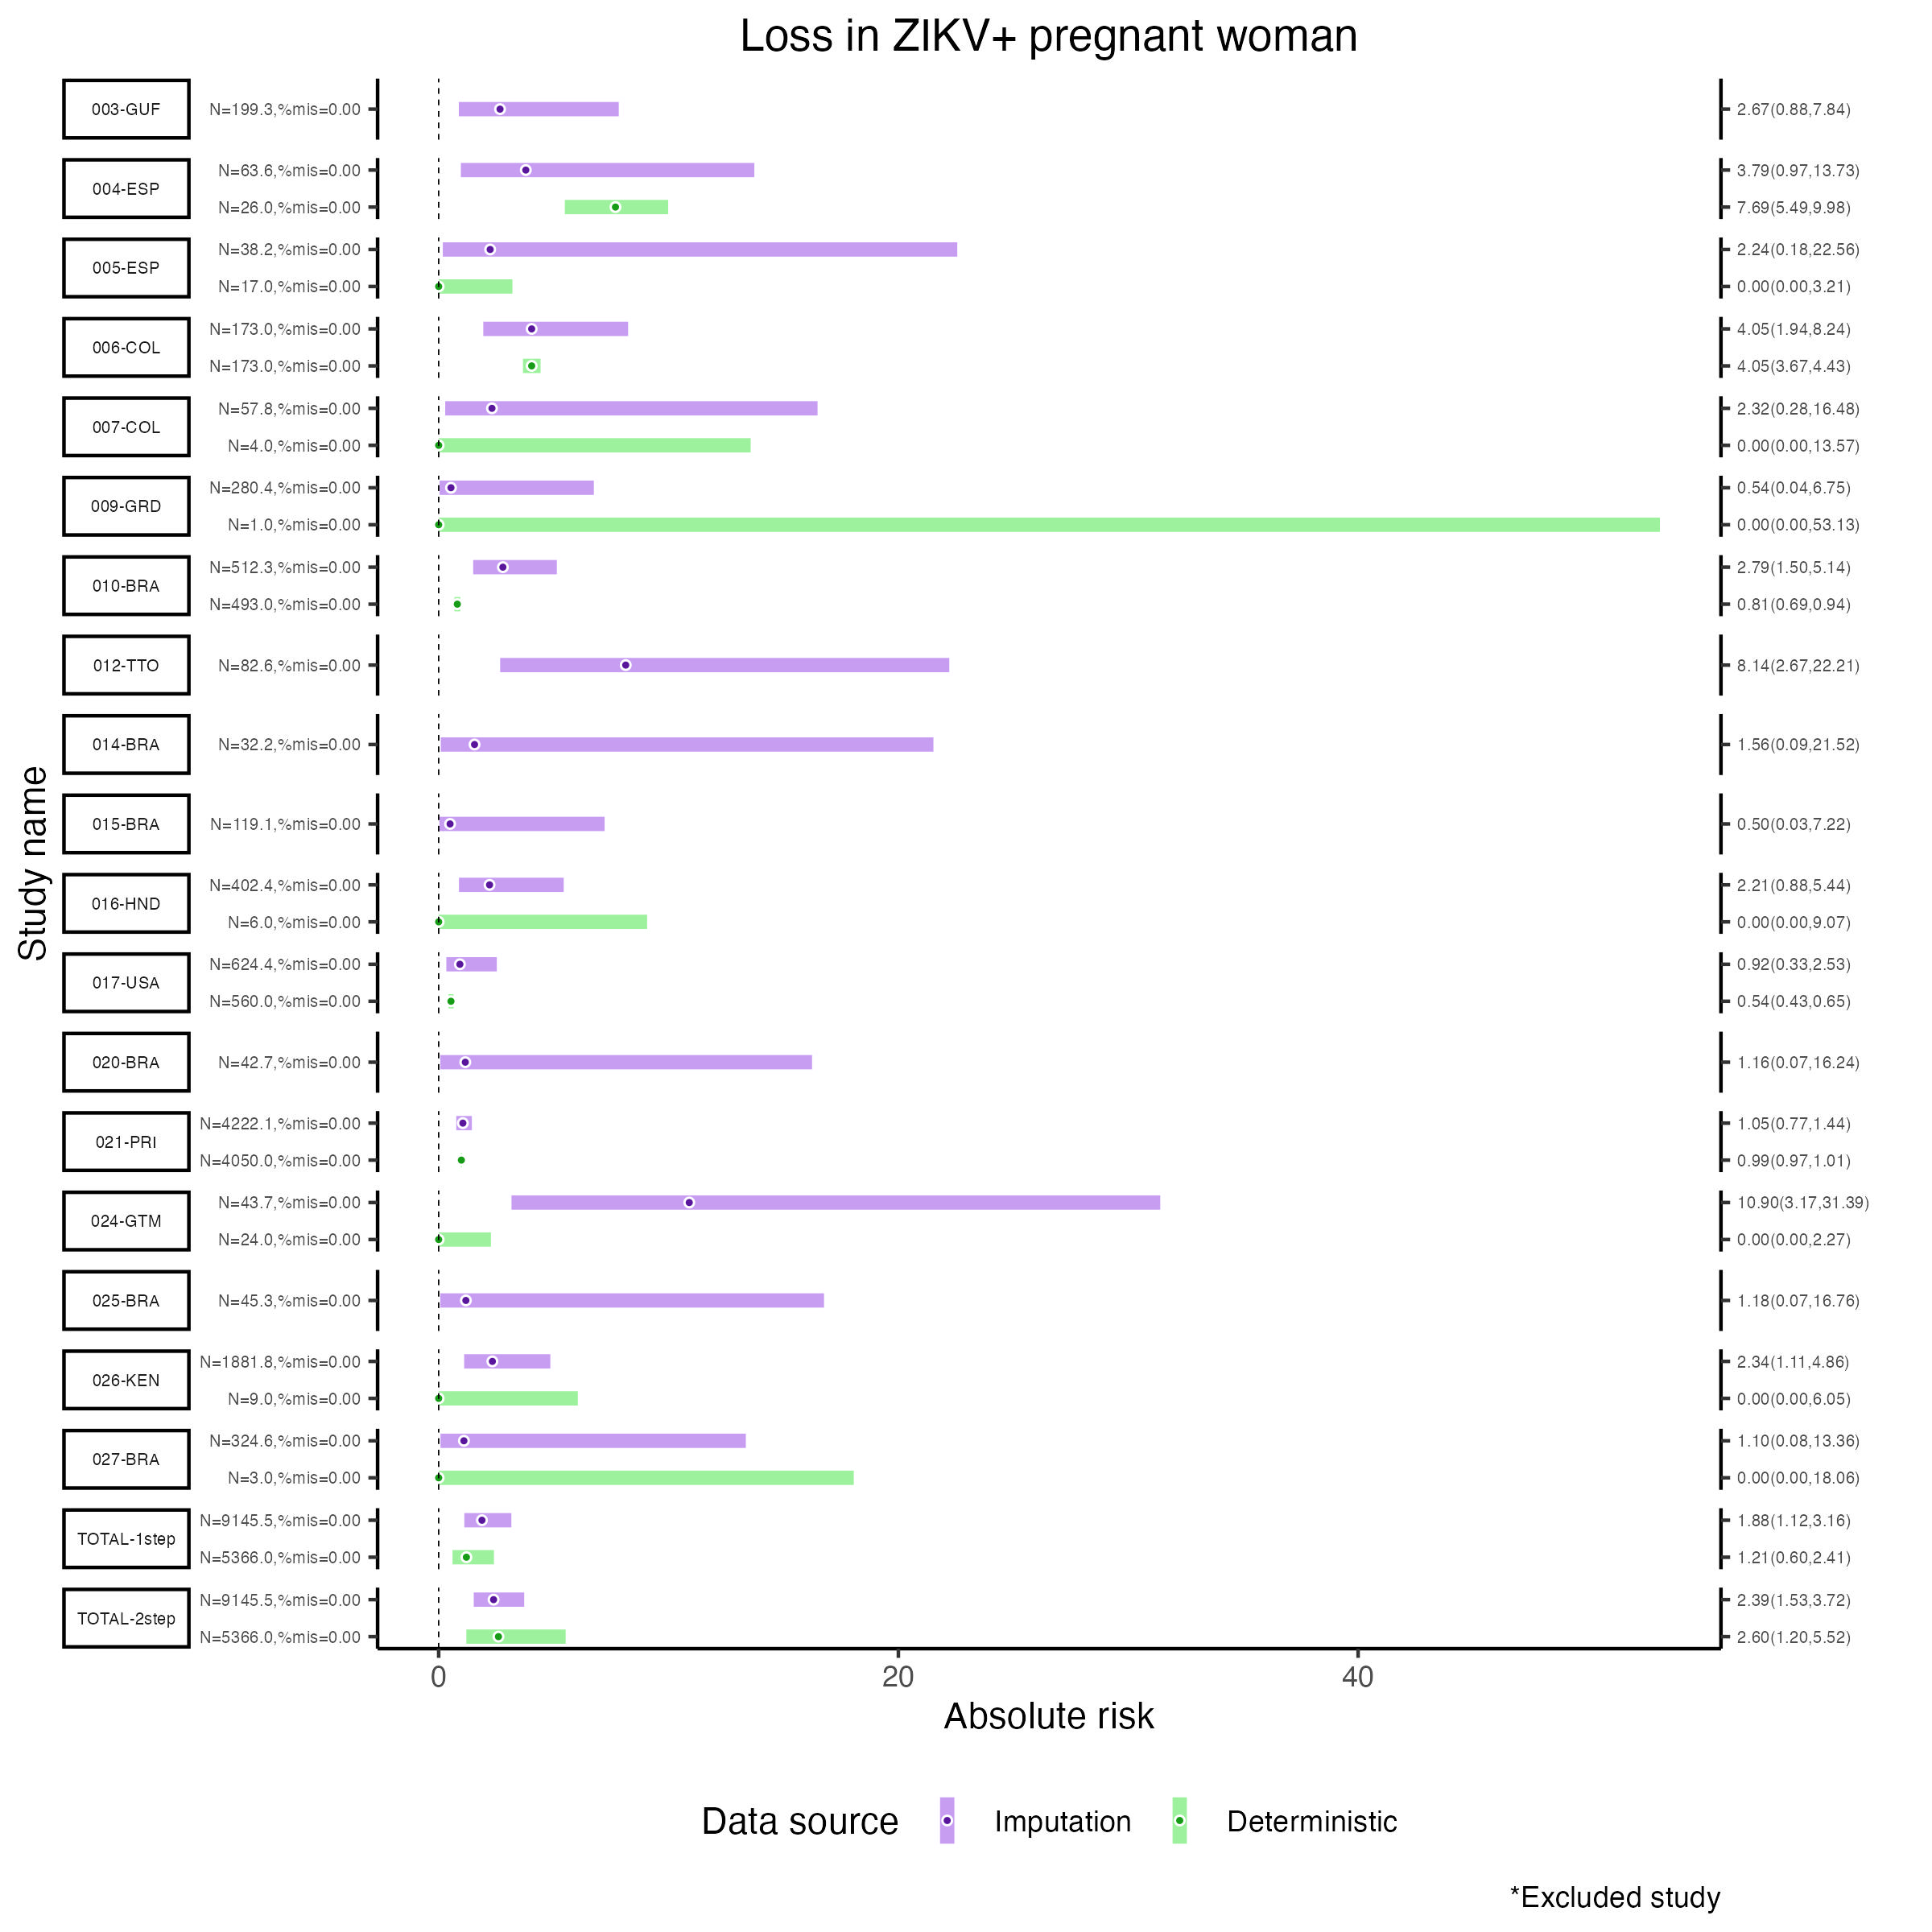 Loss in ZIKV+ pregnant woman
Study name
003-GUF N=199.3,%mis=0.00 2.67(0.88,7.84)
004-ESP
N=63.6,%mis=0.00 3.79(0.97,13.73)
N=26.0,%mis=0.00 7.69(5.49,9.98)
005-ESP
N=38.2,%mis=0.00 2.24(0.18,22.56)
N=17.0,%mis=0.00 0.00(0.00,3.21)
006-COL
N=173.0,%mis=0.00 4.05(1.94,8.24)
N=173.0,%mis=0.00 4.05(3.67,4.43)
007-COL
N=57.8,%mis=0.00 2.32(0.28,16.48)
N=4.0,%mis=0.00 0.00(0.00,13.57)
009-GRD
N=280.4,%mis=0.00 0.54(0.04,6.75)
N=1.0,%mis=0.00 0.00(0.00,53.13)
010-BRA
N=512.3,%mis=0.00 2.79(1.50,5.14)
N=493.0,%mis=0.00 0.81(0.69,0.94)
012-TTO N=82.6,%mis=0.00 8.14(2.67,22.21)
014-BRA N=32.2,%mis=0.00 1.56(0.09,21.52)
015-BRA N=119.1,%mis=0.00 0.50(0.03,7.22)
016-HND
N=402.4,%mis=0.00 2.21(0.88,5.44)
N=6.0,%mis=0.00 0.00(0.00,9.07)
017-USA
N=624.4,%mis=0.00 0.92(0.33,2.53)
N=560.0,%mis=0.00 0.54(0.43,0.65)
020-BRA N=42.7,%mis=0.00 1.16(0.07,16.24)
021-PRI
N=4222.1,%mis=0.00 1.05(0.77,1.44)
N=4050.0,%mis=0.00 0.99(0.97,1.01)
024-GTM
N=43.7,%mis=0.00 10.90(3.17,31.39)
N=24.0,%mis=0.00 0.00(0.00,2.27)
025-BRA N=45.3,%mis=0.00 1.18(0.07,16.76)
026-KEN
N=1881.8,%mis=0.00 2.34(1.11,4.86)
N=9.0,%mis=0.00 0.00(0.00,6.05)
027-BRA
N=324.6,%mis=0.00 1.10(0.08,13.36)
N=3.0,%mis=0.00 0.00(0.00,18.06)
TOTAL-1step
N=9145.5,%mis=0.00 1.88(1.12,3.16)
N=5366.0,%mis=0.00 1.21(0.60,2.41)
TOTAL-2step
N=9145.5,%mis=0.00 2.39(1.53,3.72)
N=5366.0,%mis=0.00 2.60(1.20,5.52)
0 20 40
Absolute risk
Data source Imputation Deterministic
*Excluded study